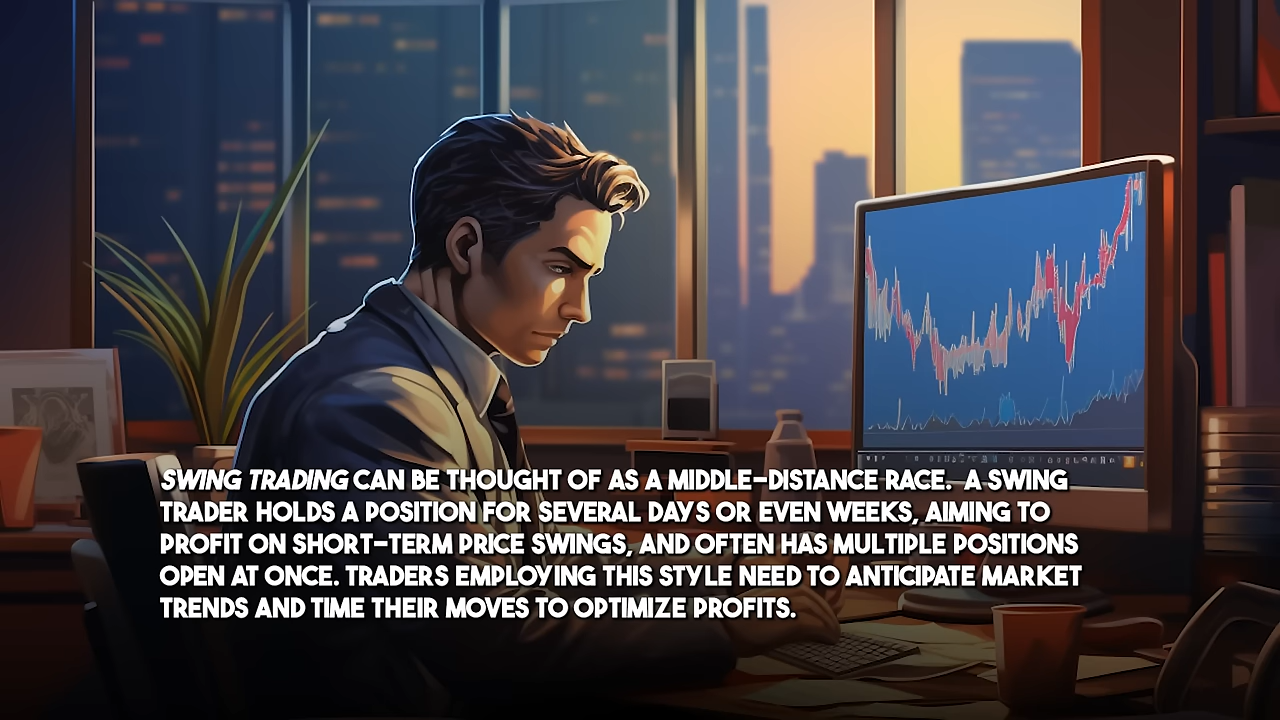 SWING TRADING CAN BE THOUGHT OF AS A MIDDLE-DISTANCE RACE. A SWING
TRADER HOLDS A POSITION FOR SEVERAL DAYS OR EVEN WEEKS, AIMING TO
PROFIT ON SHORT-TERM PRICE SWINGS, AND OFTEN HAS MULTIPLE POSITIONS
OPEN AT ONCE. TRADERS EMPLOYING THIS STYLE NEED TO ANTICIPATE MARKET
TRENDS AND TIME THEIR MOVES TO OPTIMIZE PROFITS.